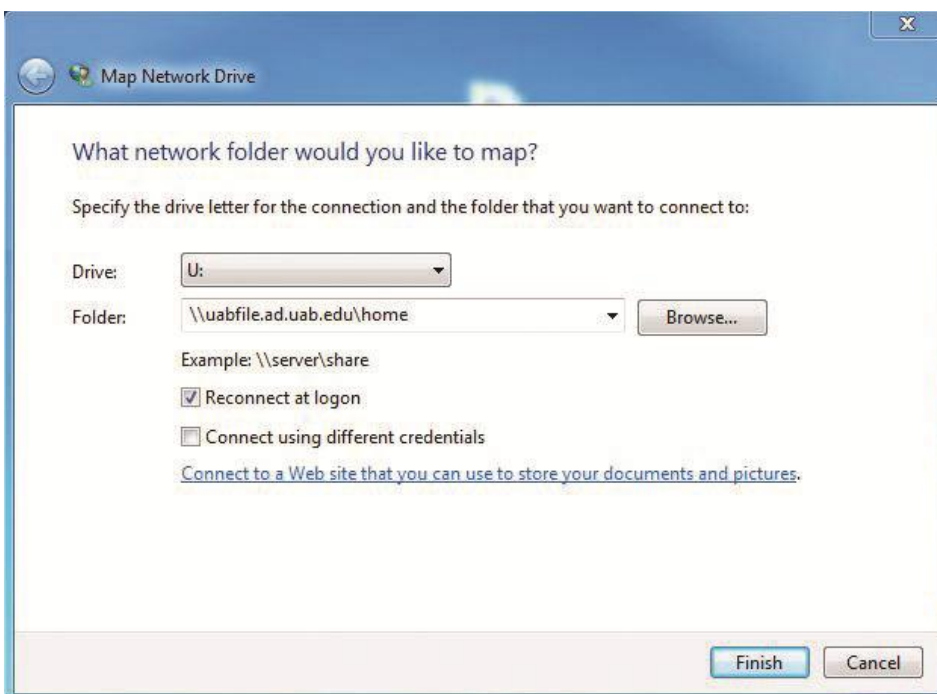 X
Map Network Drive
What network folder would you like to map?
Specify the drive letter for the connection and the folder that you want to connect to:
Drive: U:
Folder: \\uabfile.ad.uab.edu\home Browse...
Example: \\server\share
Reconnect at logon
Connect using different credentials
Connect to a Web site that you can use to store your documents and pictures.
Finish Cancel